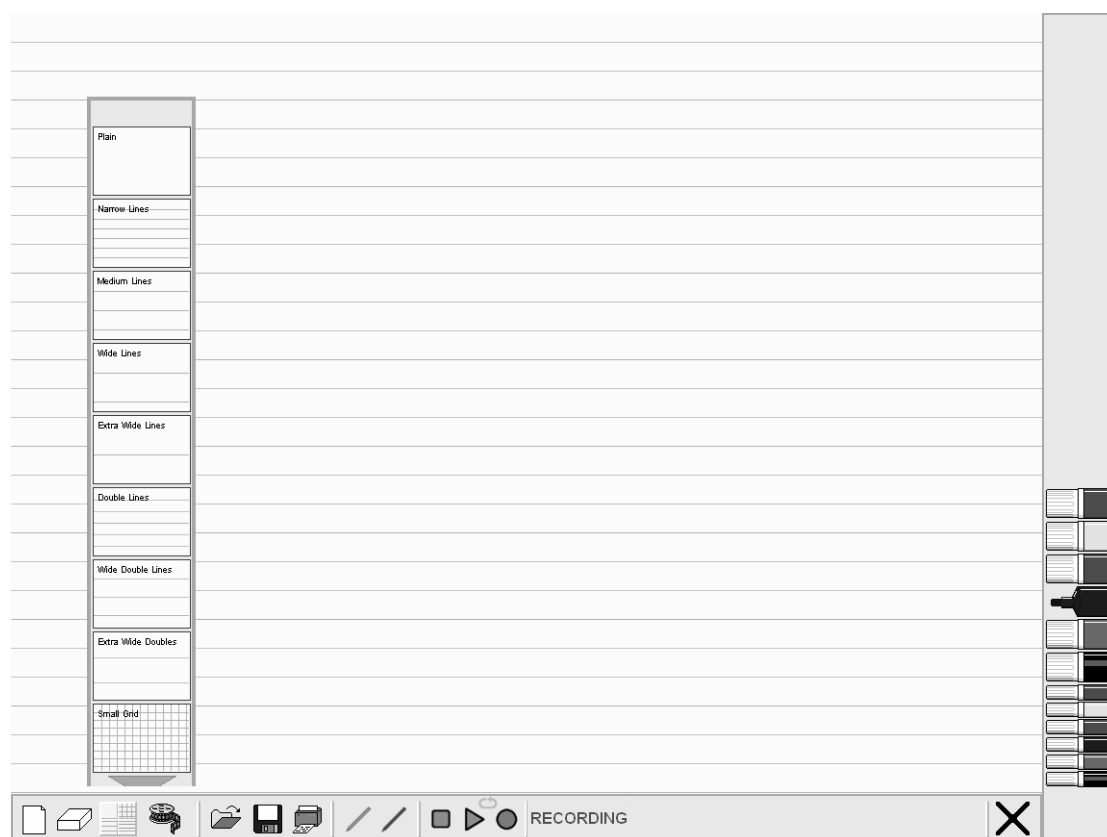 Plain
Narrow Lines
Medium Lines
Wide Lines
Extra Wide Lines
Double Lines
Wide Double Lines
Extra Wide Doubles
Small Grid
RECORDING